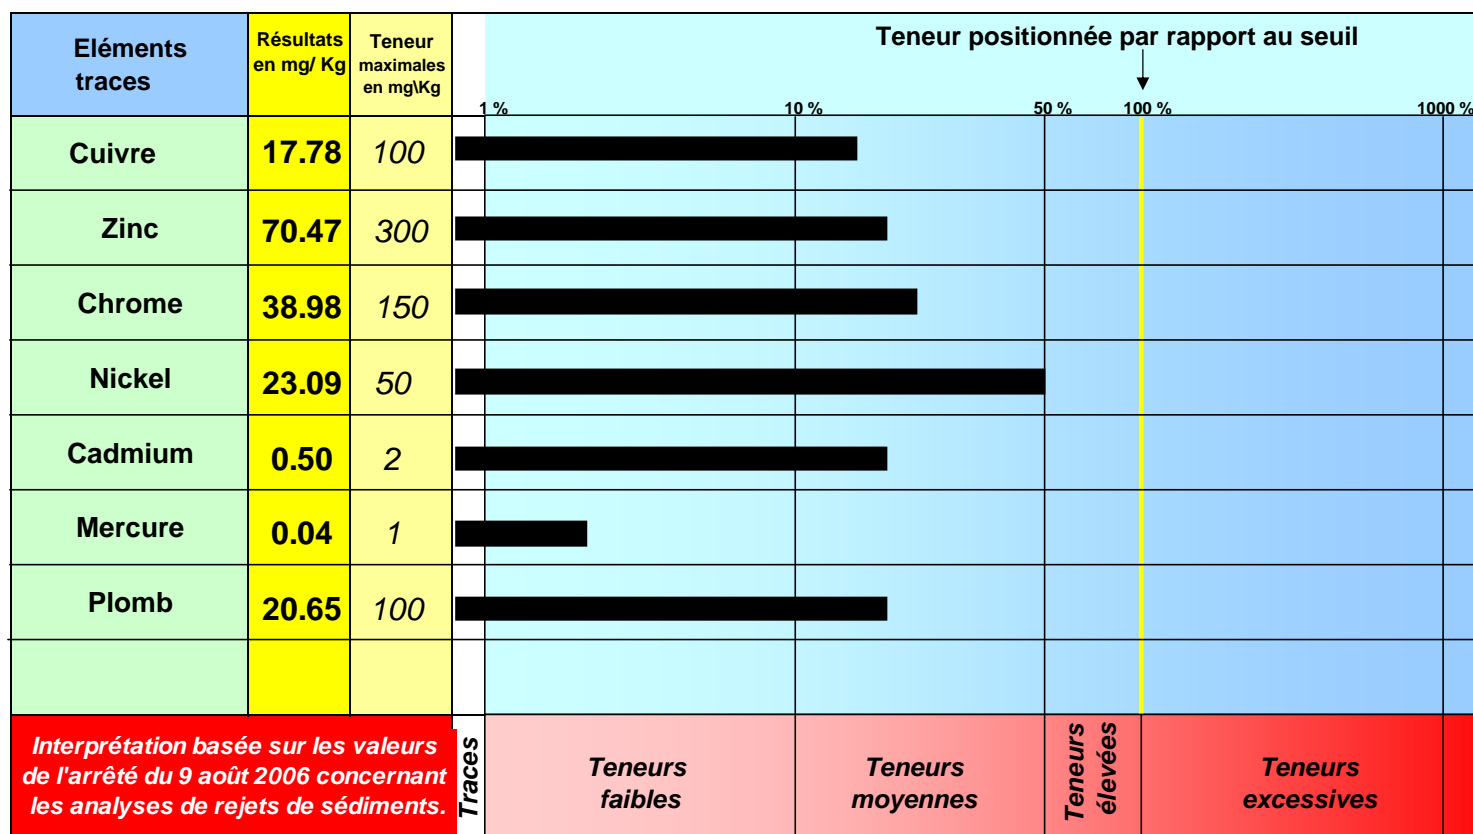 Eléments
traces
Résultats
en mg/ Kg
Teneur
maximales
en mg\Kg
Teneur positionnée par rapport au seuil
1 %
10 %
50 %
100 %
1000 %
Cuivre 17.78 100
Zinc 70.47 300
Chrome 38.98 150
Nickel 23.09 50
Cadmium 0.50 2
Mercure 0.04 1
Plomb 20.65 100
Interprétation basée sur les valeurs
de l'arrêté du 9 août 2006 concernant
les analyses de rejets de sédiments.
Traces
Teneurs
faibles
Teneurs
moyennes
Teneurs
élevées
Teneurs
excessives